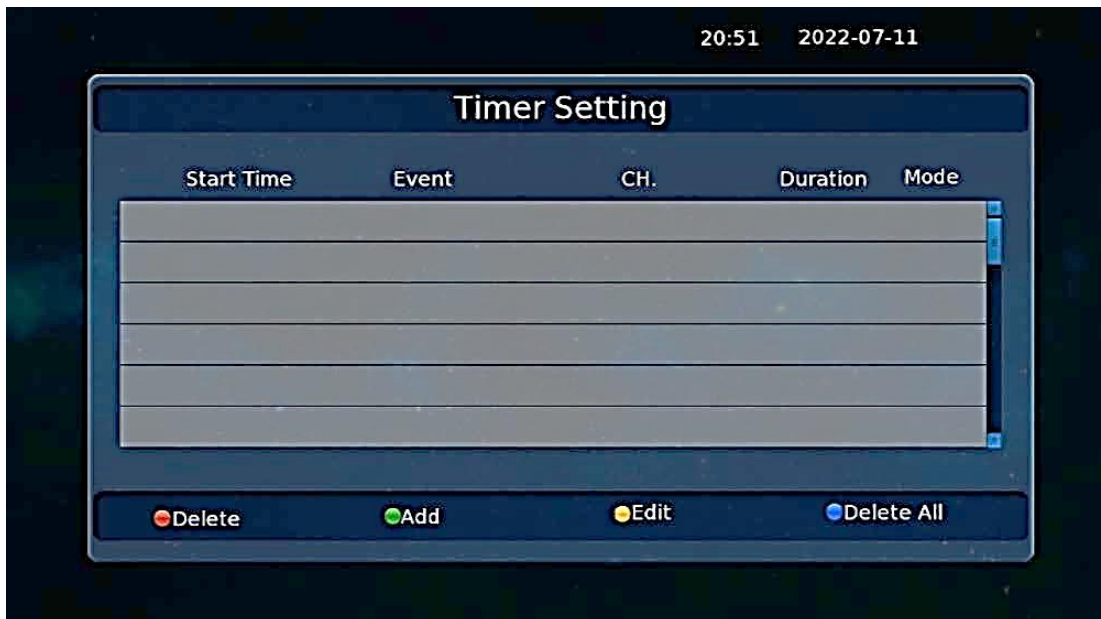 20:51 2022-07-11
Timer Setting
Start Time Event CH. Duration Mode
Delete Add Edit Delete All